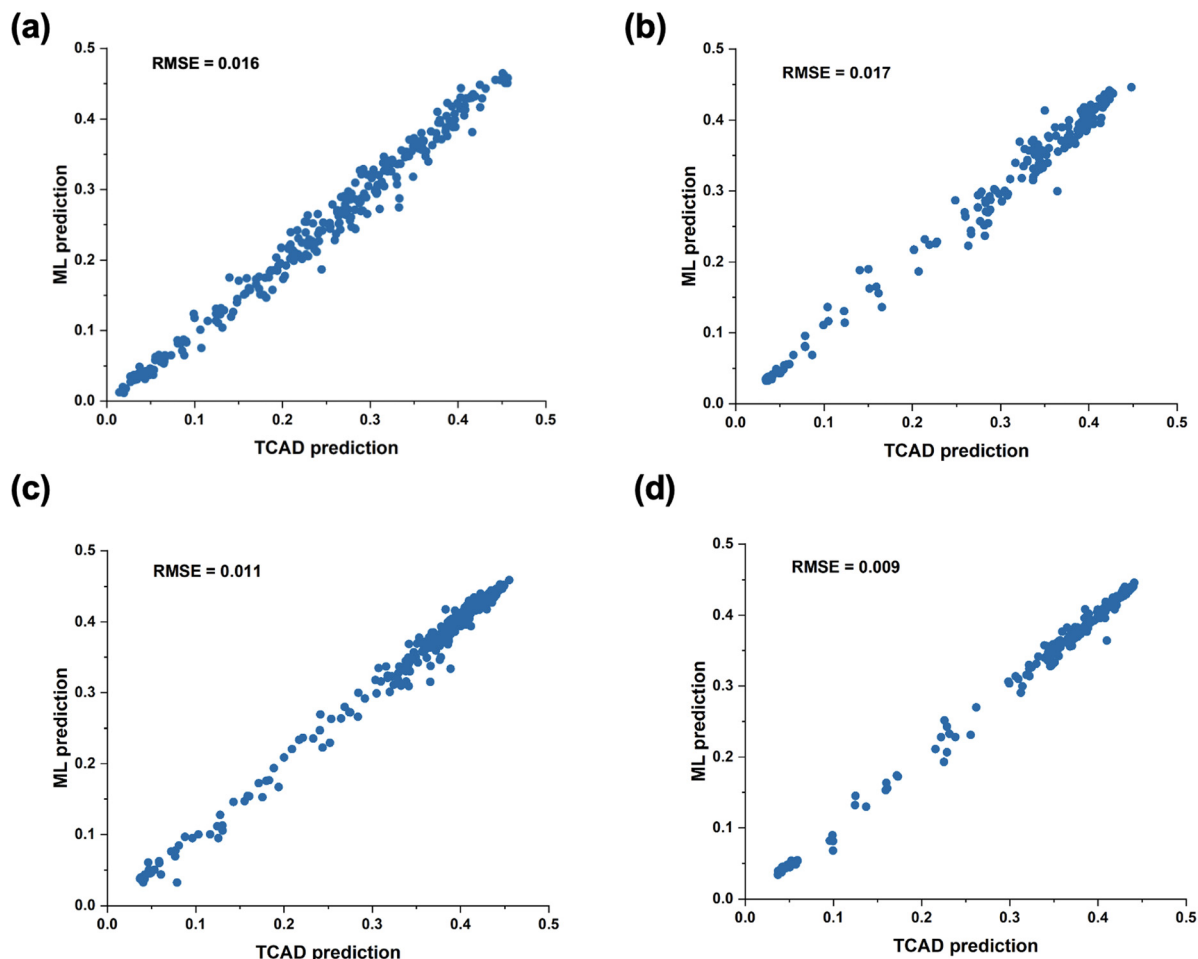 (a)
RMSE = 0.016
0.5
0.4
0.3
0.2
0.1
0.0
ML prediction
0.0 0.1 0.2 0.3 0.4 0.5
TCAD prediction
(b)
RMSE = 0.017
0.5
0.4
0.3
0.2
0.1
0.0
ML prediction
0.0 0.1 0.2 0.3 0.4 0.5
TCAD prediction
(c)
RMSE = 0.011
0.5
0.4
0.3
0.2
0.1
0.0
ML prediction
0.0 0.1 0.2 0.3 0.4 0.5
TCAD prediction
(d)
RMSE = 0.009
0.5
0.4
0.3
0.2
0.1
0.0
ML prediction
0.0 0.1 0.2 0.3 0.4 0.5
TCAD prediction